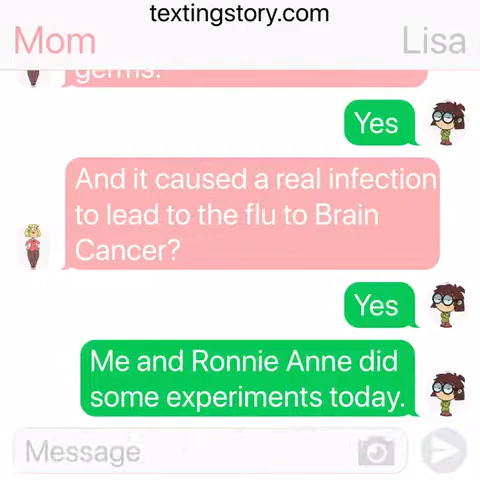 textingstory.com
Mom
Lisa
germs.
Yes
And it caused a real infection
to lead to the flu to Brain
Cancer?
Yes
Me and Ronnie Anne did
some experiments today.
Message